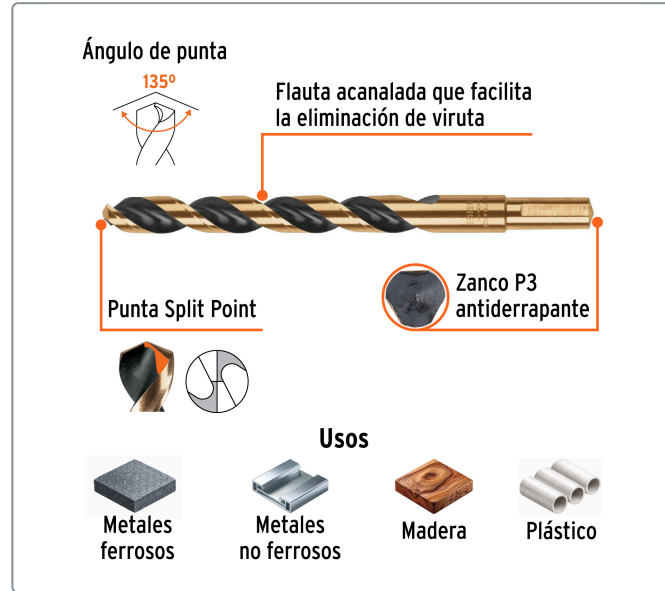 Ángulo de punta
135º
Flauta acanalada que facilita
la eliminación de viruta
Punta Split Point
Zanco P3
antiderrapante
Usos
Metales
ferrosos
Metales
no ferrosos
Madera
Plástico